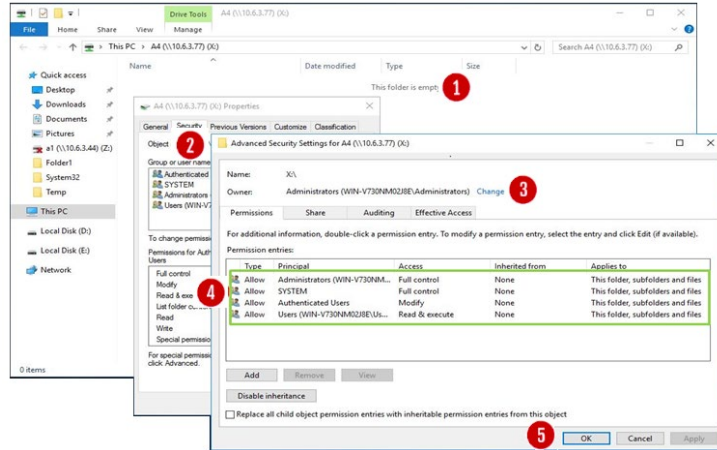 Drive Tools A4 (\\10.6.3.77) (X:)
File Home Share View Manage
This PC > A4 (\\10.6.3.77) (X:)
Search A4 (\\10.6.3.77) (X:)
Name Date modified Type Size
This folder is empty.
1
Quick access
Desktop
Downloads
Documents
Pictures
a1 (\\10.6.3.44) (Z:)
Folder1
System32
Temp
This PC
Local Disk (D:)
Local Disk (E:)
Network
0 items
A4 (\\10.6.3.77) (X:) Properties
General Security Previous Versions Customize Classification
2
Object
Group or user name
Authenticated
SYSTEM
Administrators
Users (WIN-V7
To change permissi
Permissions for Auth
Users
Full control
Modify
Read & exe
List folder
Read
Write
Special permissio
For special permissi
click Advanced.
Advanced Security Settings for A4 (\\10.6.3.77) (X:)
Name: X:\
Owner: Administrators (WIN-V730NM02J8E\Administrators) Change
3
Permissions Share Auditing Effective Access
For additional information, double-click a permission entry. To modify a permission entry, select the entry and click Edit (if available).
Permission entries:
Type Principal Access Inherited from Applies to
4
Allow Administrators (WIN-V730NM... Full control None This folder, subfolders and files
Allow SYSTEM Full control None This folder, subfolders and files
Allow Authenticated Users Modify None This folder, subfolders and files
Allow Users (WIN-V730NM02J8E\Us... Read & execute None This folder, subfolders and files
Add Remove View
Disable inheritance
Replace all child object permission entries with inheritable permission entries from this object
5
OK Cancel Apply